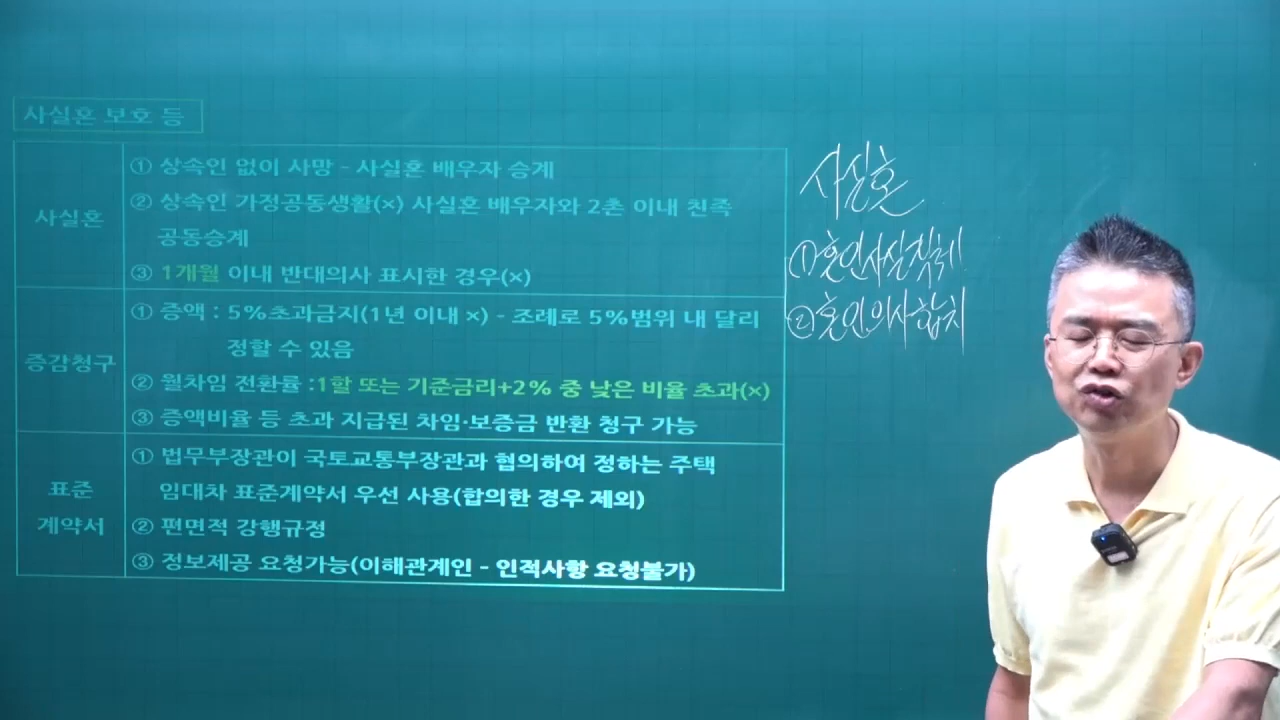 사실혼 보호 등
사실혼
① 상속인 없이 사망 - 사실혼 배우자 승계
② 상속인 가정공동생활(×) 사실혼 배우자와 2촌 이내 친족
공동승계
③ 1개월 이내 반대의사 표시한 경우(×)
증감청구
① 증액 : 5%초과금지(1년 이내 ×) - 조례로 5%범위 내 달리
정할 수 있음
② 월차임 전환률 :1할 또는 기준금리+2% 중 낮은 비율 초과(×)
③ 증액비율 등 초과 지급된 차임·보증금 반환 청구 가능
표준
계약서
① 법무부장관이 국토교통부장관과 협의하여 정하는 주택
임대차 표준계약서 우선 사용(합의한 경우 제외)
② 편면적 강행규정
③ 정보제공 요청가능(이해관계인 - 인적사항 요청불가)
사실혼
① 혼인사실 존재
② 혼인의사합치